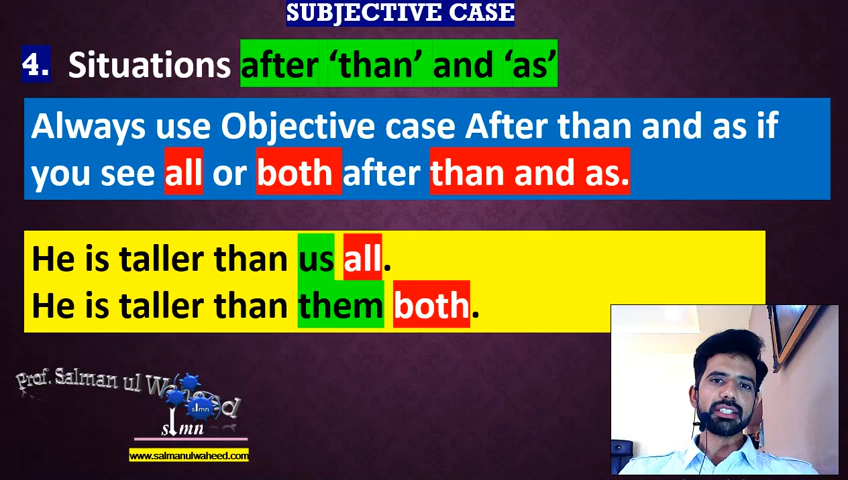 SUBJECTIVE CASE
4. Situations after ‘than’ and ‘as’
Always use Objective case After than and as if
you see all or both after than and as.
He is taller than us all.
He is taller than them both.
Prof. Salman ul Waheed
slmn
slmn
www.salmanulwaheed.com